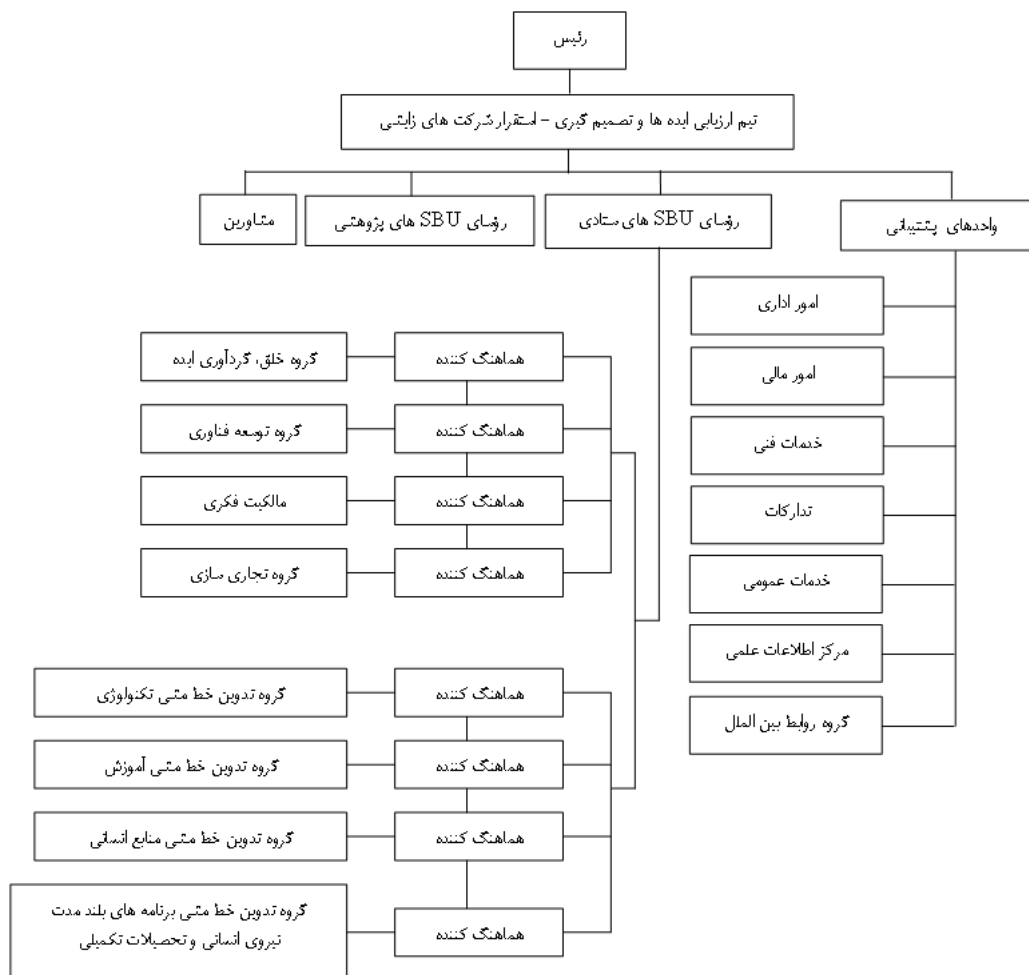 رئیس
تیم ارزیابی ایده ها و تصمیم گیری – استقرار شرکت های زایشی
واحدهای پشتیبانی
رؤسای SBU های ستادی
رؤسای SBU های پژوهشی
مشاورین
امور اداری
امور مالی
خدمات فنی
تدارکات
خدمات عمومی
مرکز اطلاعات علمی
گروه روابط بین الملل
هماهنگ کننده
گروه خلق، گردآوری ایده
هماهنگ کننده
گروه توسعه فناوری
هماهنگ کننده
مالکیت فکری
هماهنگ کننده
گروه تجاری سازی
هماهنگ کننده
گروه تدوین خط مشی تکنولوژی
هماهنگ کننده
گروه تدوین خط مشی آموزش
هماهنگ کننده
گروه تدوین خط مشی منابع انسانی
هماهنگ کننده
گروه تدوین خط مشی برنامه های بلند مدت
نیروی انسانی و تحصیلات تکمیلی